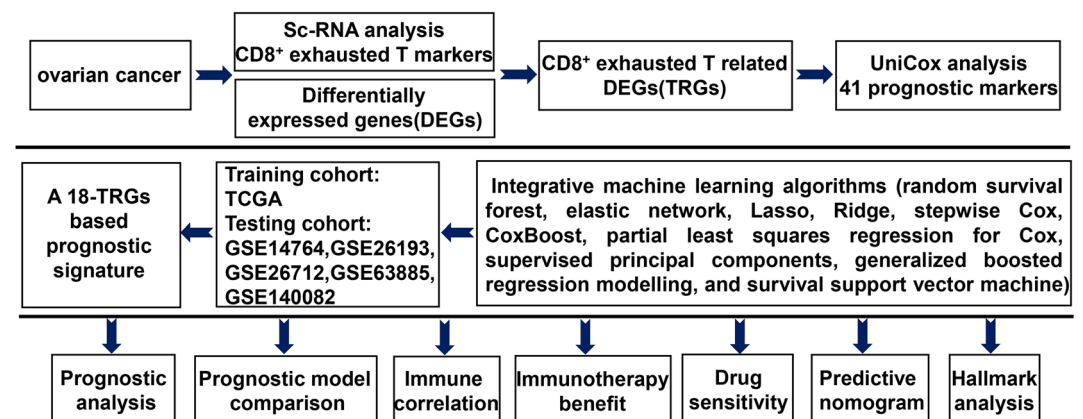 ovarian cancer
Sc-RNA analysis
CD8⁺ exhausted T markers
Differentially
expressed genes(DEGs)
CD8⁺ exhausted T related
DEGs(TRGs)
UniCox analysis
41 prognostic markers
A 18-TRGs
based
prognostic
signature
Training cohort:
TCGA
Testing cohort:
GSE14764,GSE26193,
GSE26712,GSE63885,
GSE140082
Integrative machine learning algorithms (random survival
forest, elastic network, Lasso, Ridge, stepwise Cox,
CoxBoost, partial least squares regression for Cox,
supervised principal components, generalized boosted
regression modelling, and survival support vector machine)
Prognostic
analysis
Prognostic model
comparison
Immune
correlation
Immunotherapy
benefit
Drug
sensitivity
Predictive
nomogram
Hallmark
analysis